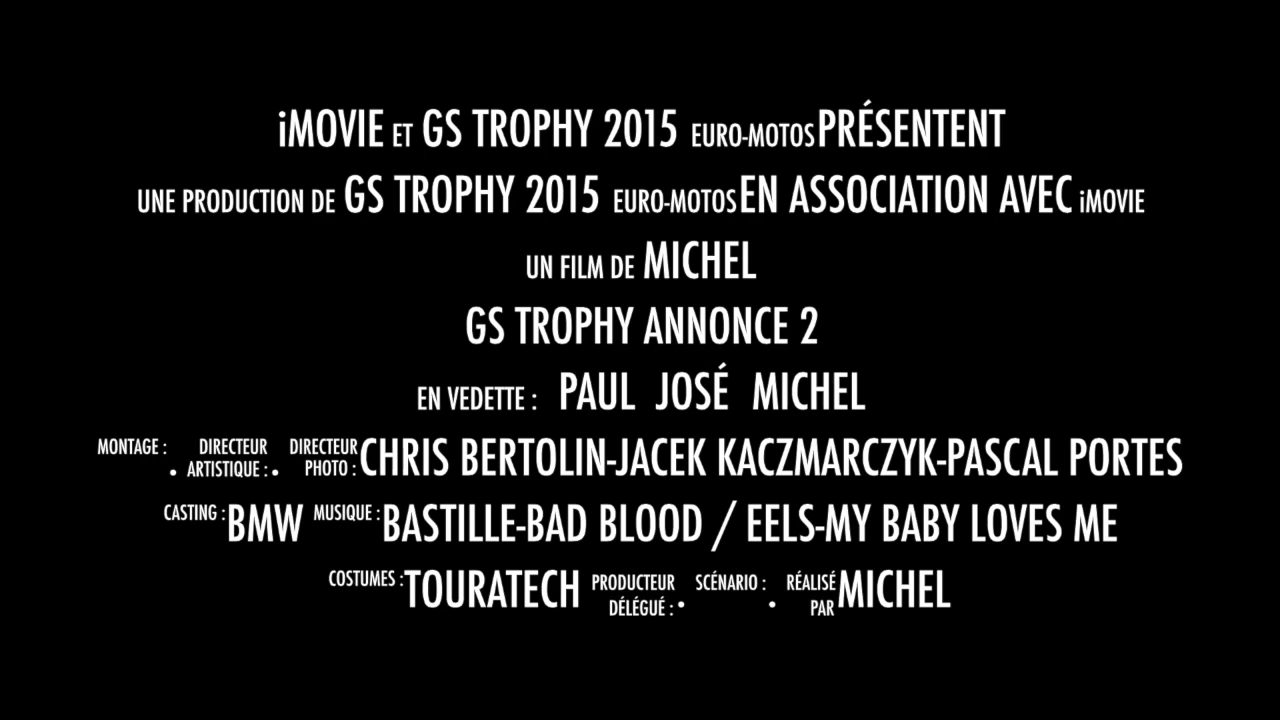 iMOVIE ET GS TROPHY 2015 EURO-MOTOS PRÉSENTENT
UNE PRODUCTION DE GS TROPHY 2015 EURO-MOTOS EN ASSOCIATION AVEC iMOVIE
UN FILM DE MICHEL
GS TROPHY ANNONCE 2
EN VEDETTE : PAUL JOSÉ MICHEL
MONTAGE : . DIRECTEUR ARTISTIQUE : . DIRECTEUR PHOTO : CHRIS BERTOLIN-JACEK KACZMARCZYK-PASCAL PORTES
CASTING : BMW MUSIQUE : BASTILLE-BAD BLOOD / EELS-MY BABY LOVES ME
COSTUMES : TOURATECH PRODUCTEUR DÉLÉGUÉ : . SCÉNARIO : . RÉALISÉ PAR MICHEL